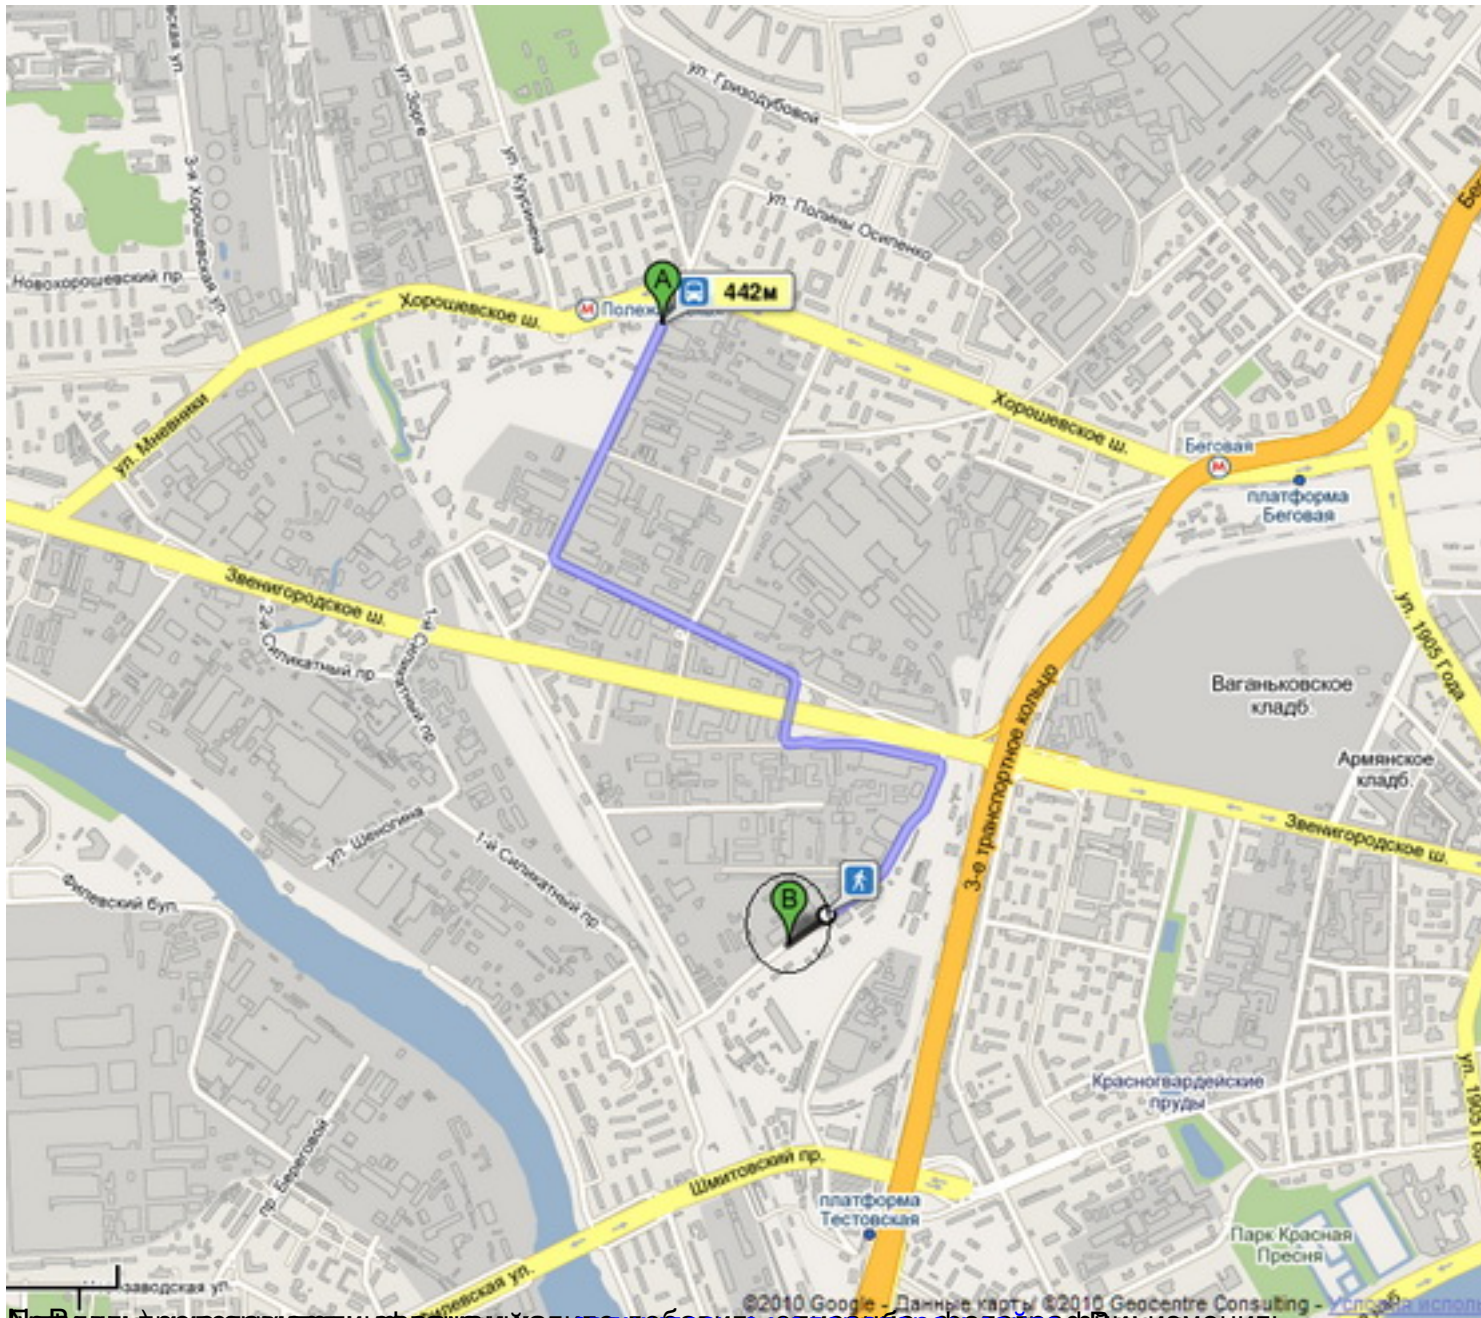 ул. Зорге
ул. Куусинена
ул. Гризодубовой
ул. Полины Осипенко
3-я Хорошевская ул.
Новохорошевский пр.
Хорошевское ш.
A
442м
М
ул. Мневники
Хорошевское ш.
Беговая
М
платформа
Беговая
Звенигородское ш.
2-й Силикатный пр.
1-й Силикатный пр.
ул. 1905 Года
Ваганьковское
кладб.
Армянское
кладб.
3-е транспортное кольцо
Звенигородское ш.
ул. Шеногина
1-й Силикатный пр.
Филевский бул.
B
Красногвардейские
пруды
пр. Береговой
Шмитовский пр.
платформа
Тестовская
Парк Красная
Пресня
©2010 Google - Данные карты ©2010 Geocentre Consulting -